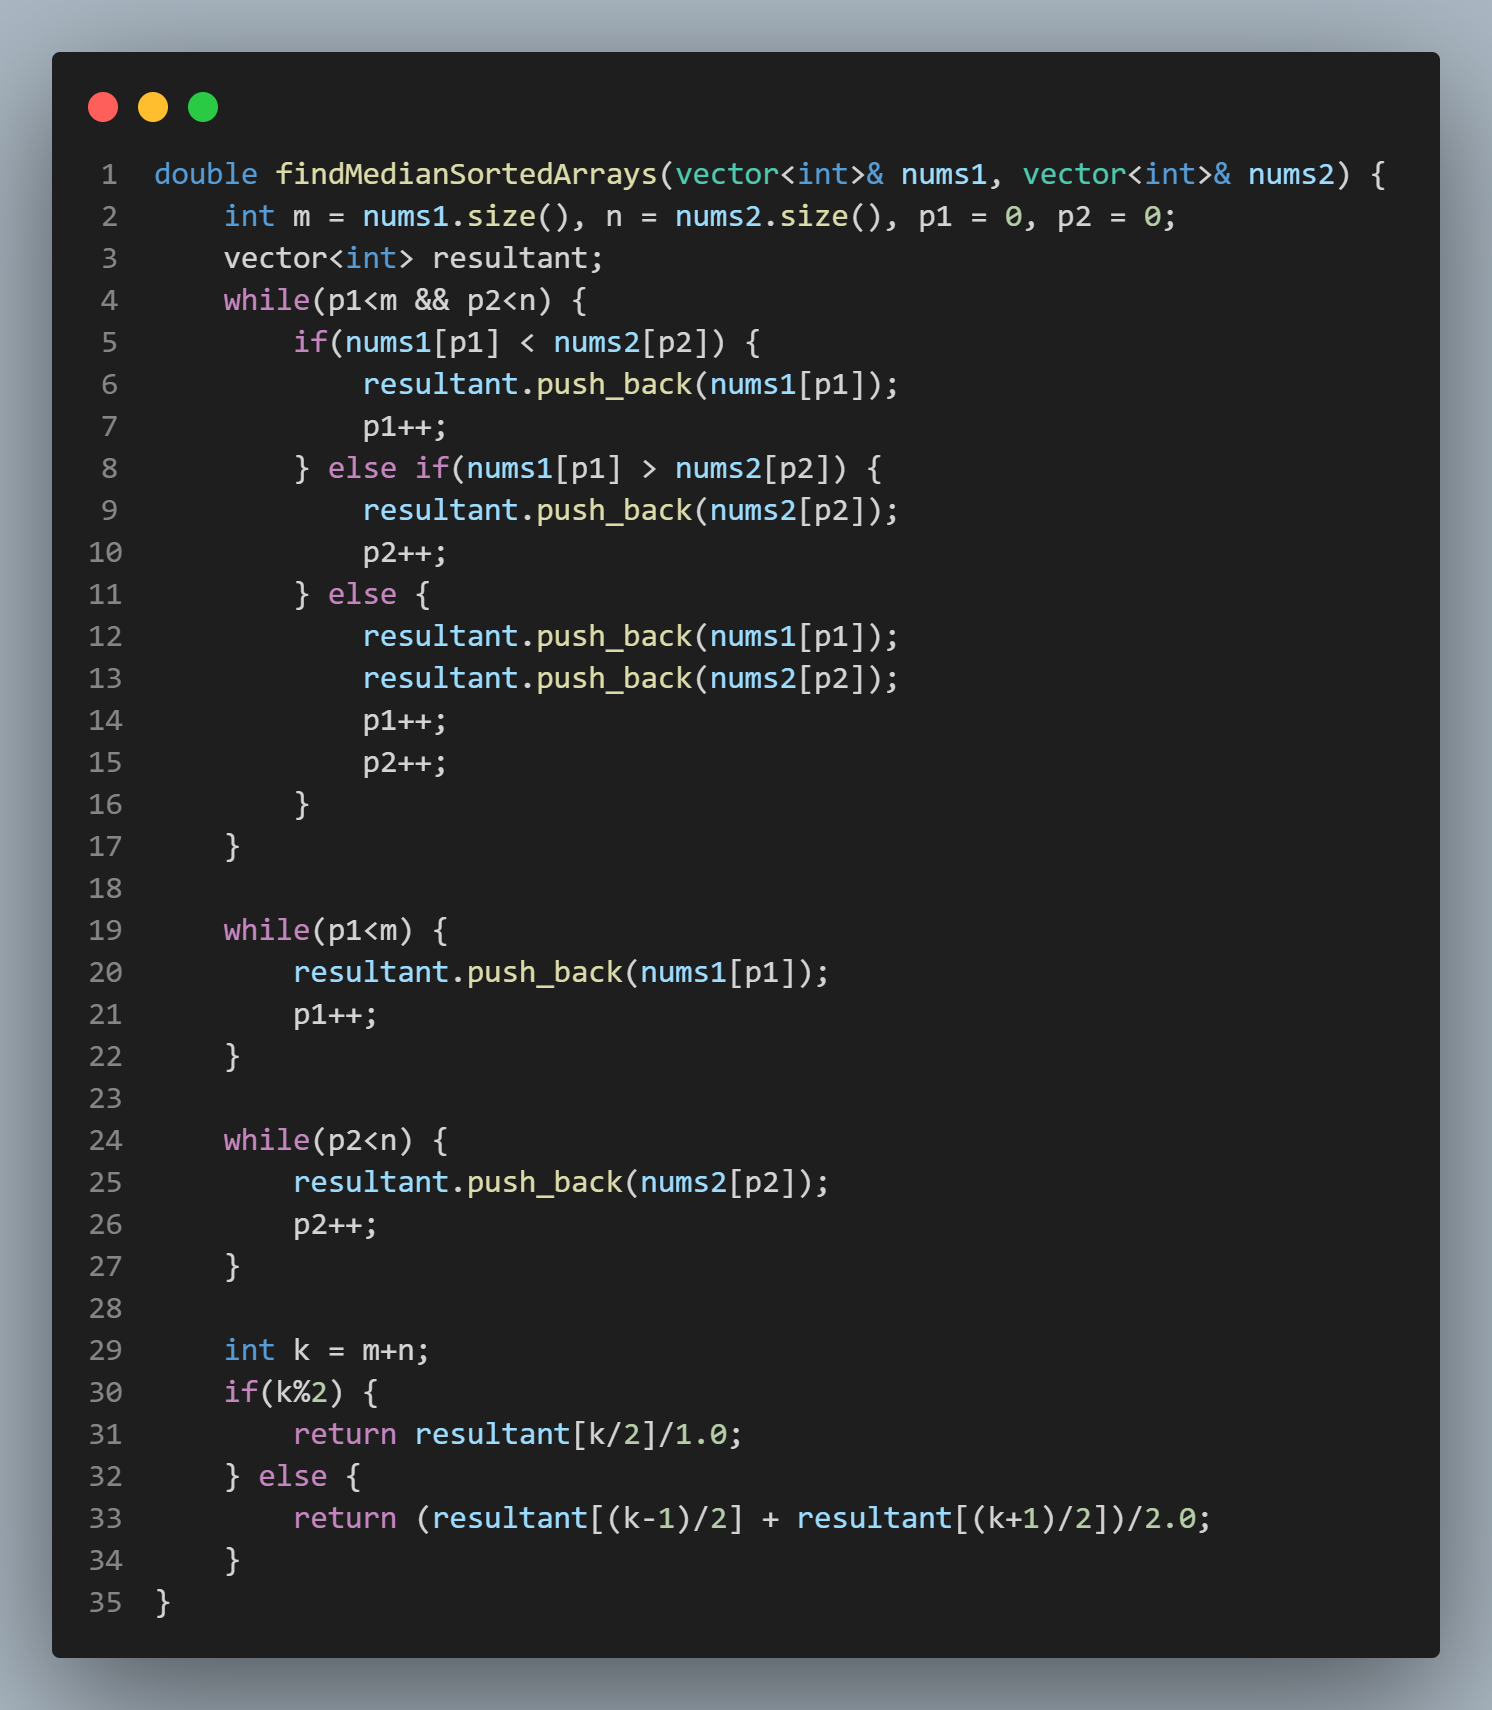 1 double findMedianSortedArrays(vector<int>& nums1, vector<int>& nums2) {
2     int m = nums1.size(), n = nums2.size(), p1 = 0, p2 = 0;
3     vector<int> resultant;
4     while(p1<m && p2<n) {
5         if(nums1[p1] < nums2[p2]) {
6             resultant.push_back(nums1[p1]);
7             p1++;
8         } else if(nums1[p1] > nums2[p2]) {
9             resultant.push_back(nums2[p2]);
10             p2++;
11         } else {
12             resultant.push_back(nums1[p1]);
13             resultant.push_back(nums2[p2]);
14             p1++;
15             p2++;
16         }
17     }
18
19     while(p1<m) {
20         resultant.push_back(nums1[p1]);
21         p1++;
22     }
23
24     while(p2<n) {
25         resultant.push_back(nums2[p2]);
26         p2++;
27     }
28
29     int k = m+n;
30     if(k%2) {
31         return resultant[k/2]/1.0;
32     } else {
33         return (resultant[(k-1)/2] + resultant[(k+1)/2])/2.0;
34     }
35 }